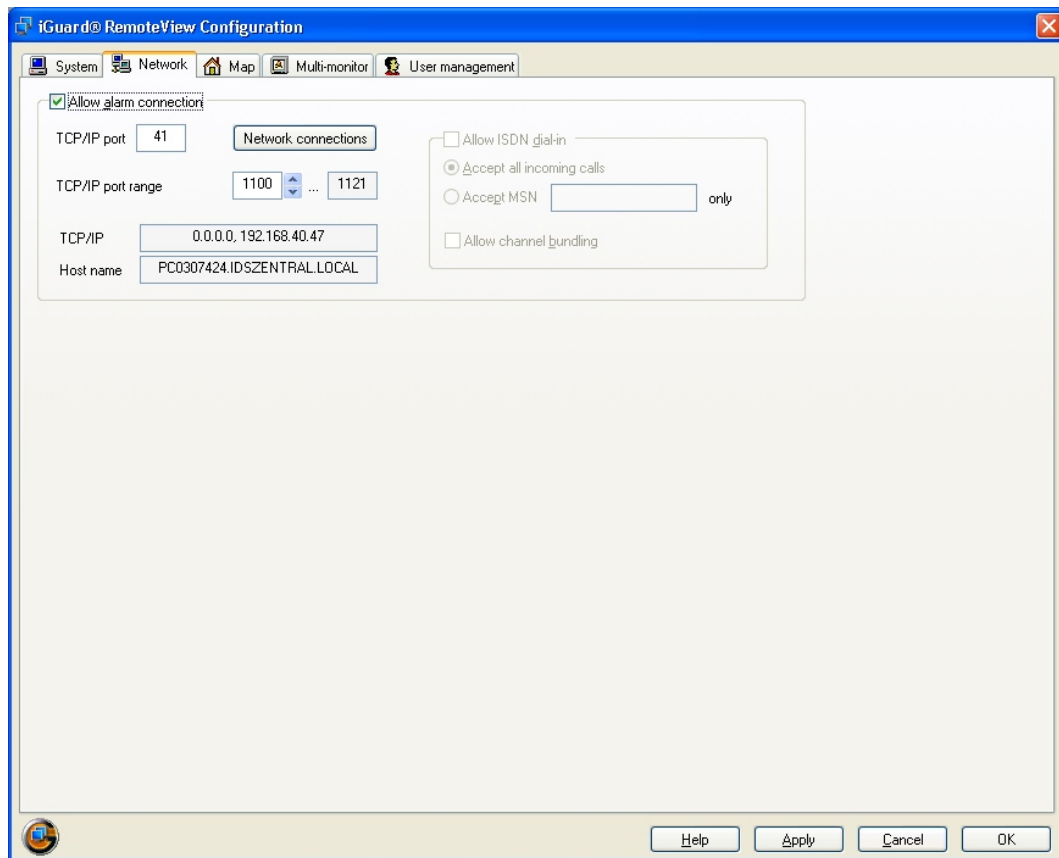 iGuard® RemoteView Configuration
System Network Map Multi-monitor User management
Allow alarm connection
TCP/IP port 41 Network connections
TCP/IP port range 1100 ... 1121
TCP/IP 0.0.0.0, 192.168.40.47
Host name PC0307424.IDSZENTRAL.LOCAL
Allow ISDN dial-in
Accept all incoming calls
Accept MSN only
Allow channel bundling
Help Apply Cancel OK